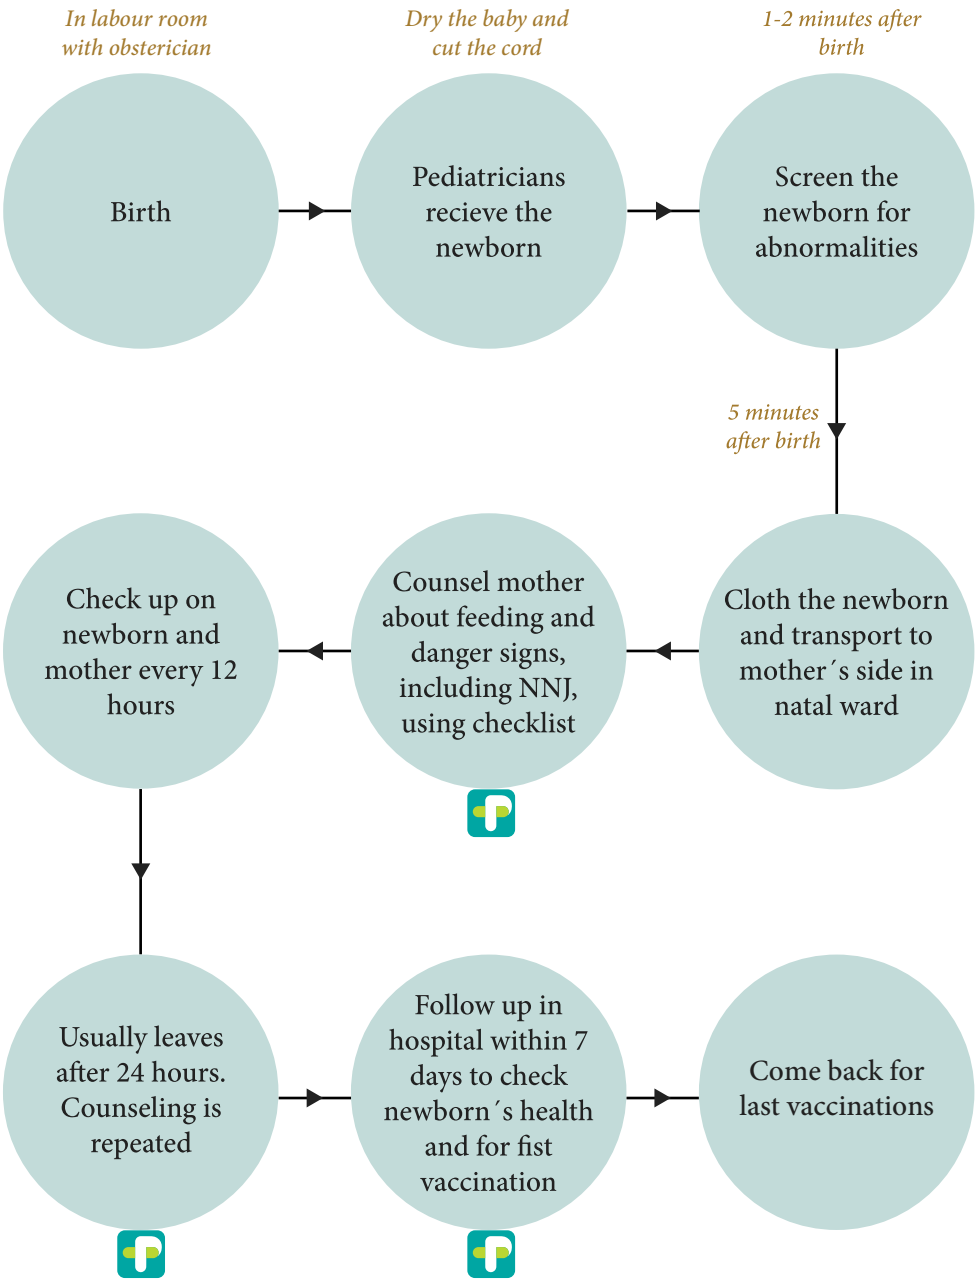 In labour room
with obsterician
Dry the baby and
cut the cord
1-2 minutes after
birth
Birth
Pediatricians
recieve the
newborn
Screen the
newborn for
abnormalities
5 minutes
after birth
Cloth the newborn
and transport to
mother´s side in
natal ward
Counsel mother
about feeding and
danger signs,
including NNJ,
using checklist
Check up on
newborn and
mother every 12
hours
Usually leaves
after 24 hours.
Counseling is
repeated
Follow up in
hospital within 7
days to check
newborn´s health
and for fist
vaccination
Come back for
last vaccinations